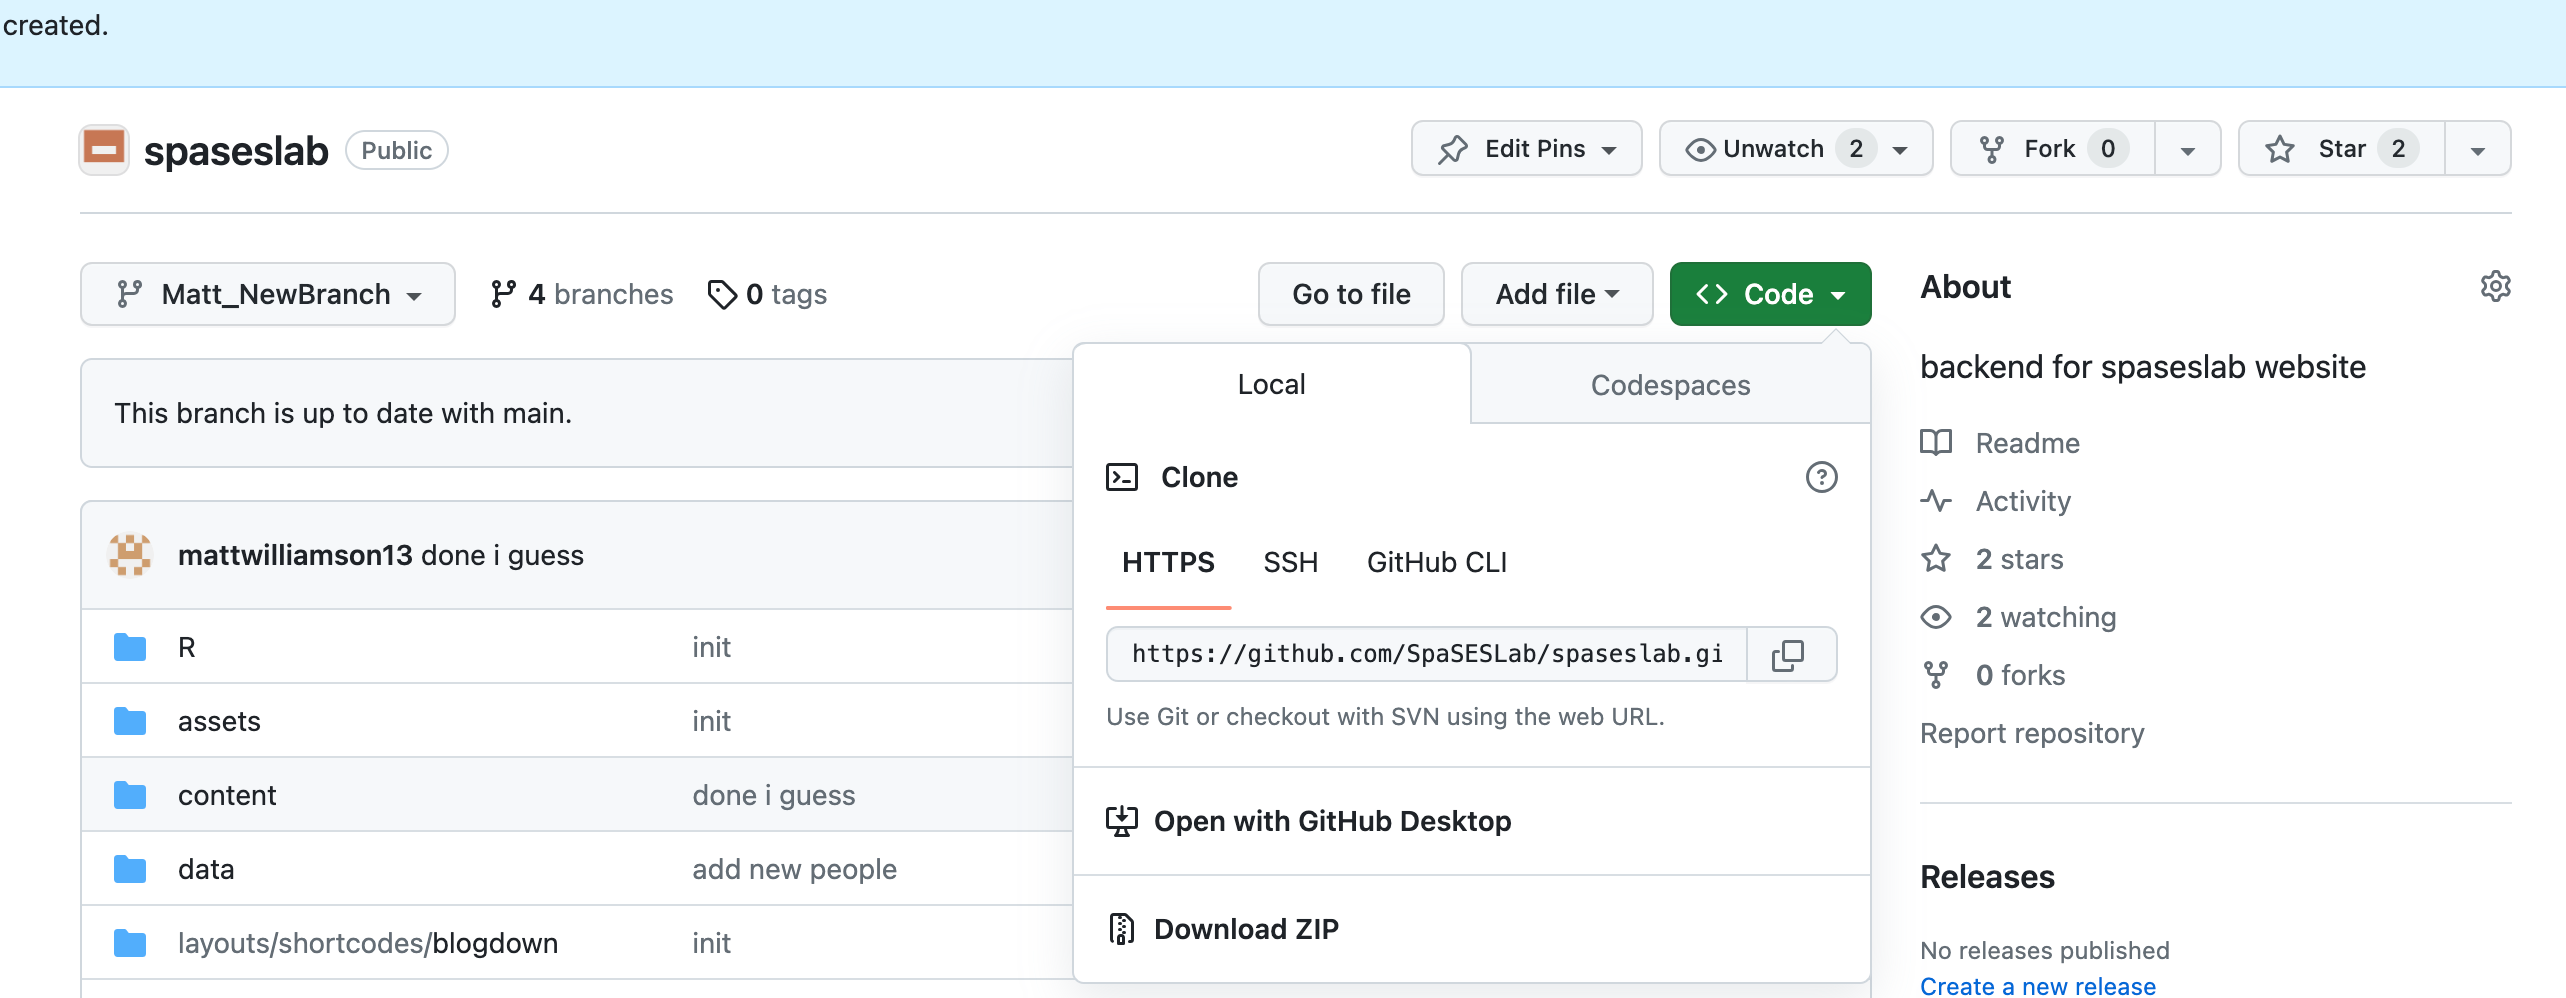 created.
spaseslab Public
Edit Pins
Unwatch 2
Fork 0
Star 2
Matt_NewBranch
4 branches
0 tags
Go to file
Add file
Code
This branch is up to date with main.
mattwilliamson13 done i guess
R init
assets init
content done i guess
data add new people
layouts/shortcodes/blogdown init
Local
Codespaces
Clone
HTTPS SSH GitHub CLI
https://github.com/SpaSESLab/spaseslab.gi
Use Git or checkout with SVN using the web URL.
Open with GitHub Desktop
Download ZIP
About
backend for spaseslab website
Readme
Activity
2 stars
2 watching
0 forks
Report repository
Releases
No releases published
Create a new release